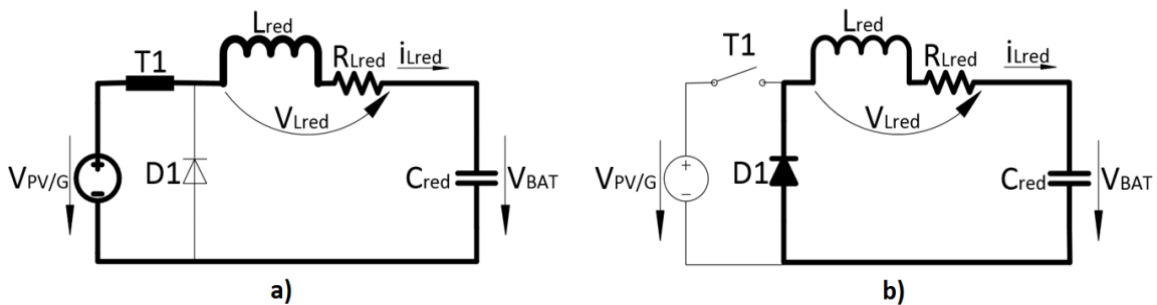 Lred
T1
RLred
iLred
VLred
VPV/G
+
-
D1
Cred
VBAT
a)
Lred
T1
RLred
iLred
VLred
VPV/G
+
-
D1
Cred
VBAT
b)